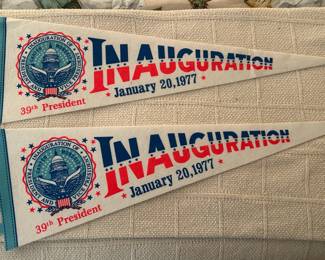 INAUGURATION
January 20, 1977
39th President
INAUGURATION
January 20, 1977
39th President